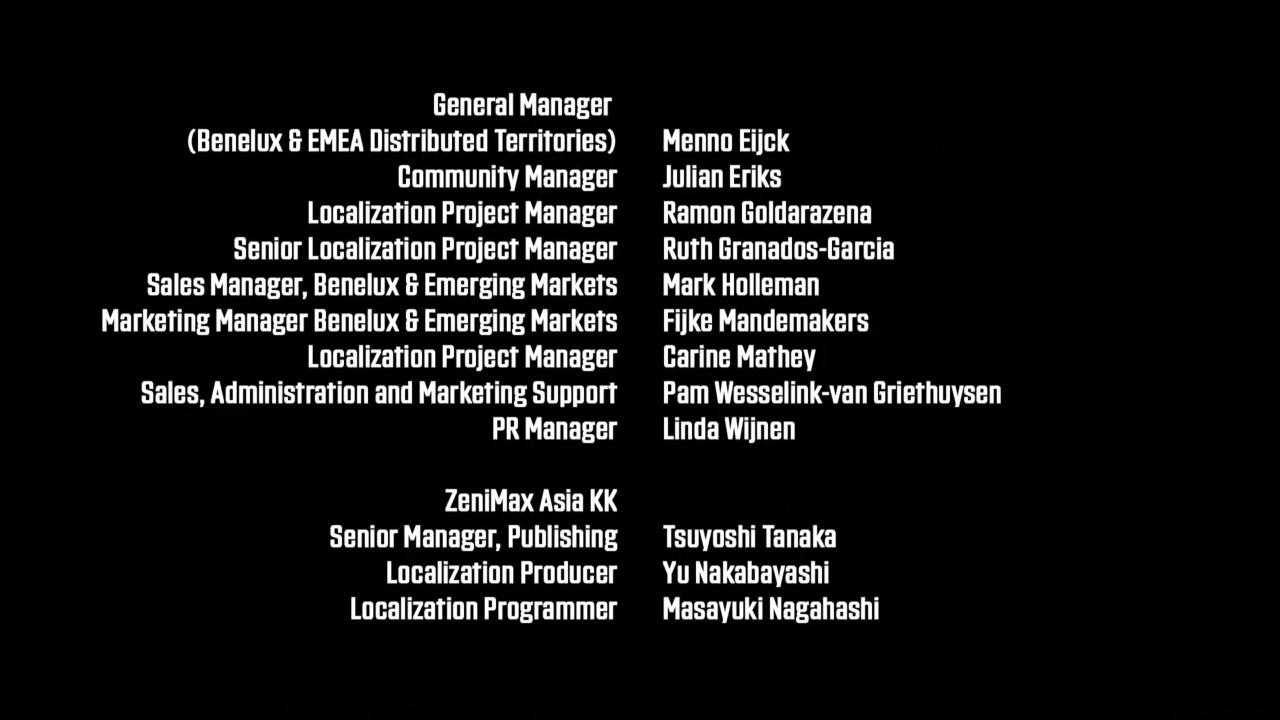 General Manager
(Benelux & EMEA Distributed Territories) Menno Eijck
Community Manager Julian Eriks
Localization Project Manager Ramon Goldarazena
Senior Localization Project Manager Ruth Granados-Garcia
Sales Manager, Benelux & Emerging Markets Mark Holleman
Marketing Manager Benelux & Emerging Markets Fijke Mandemakers
Localization Project Manager Carine Mathey
Sales, Administration and Marketing Support Pam Wesselink-van Griethuysen
PR Manager Linda Wijnen
ZeniMax Asia KK
Senior Manager, Publishing Tsuyoshi Tanaka
Localization Producer Yu Nakabayashi
Localization Programmer Masayuki Nagahashi